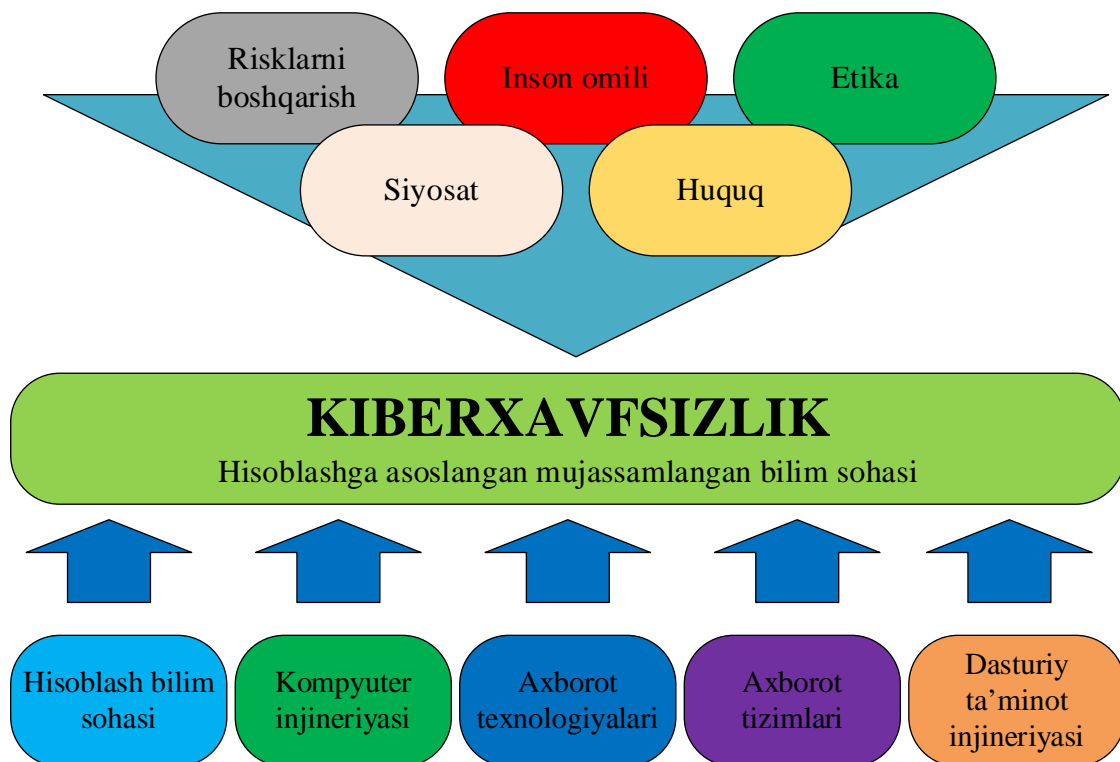 Risklarni
boshqarish
Inson omili
Etika
Siyosat
Huquq
KIBERXAVFSIZLIK
Hisoblashga asoslangan mujassamlangan bilim sohasi
Hisoblash bilim
sohasi
Kompyuter
injineriyasi
Axborot
texnologiyalari
Axborot
tizimlari
Dasturiy
ta’minot
injineriyasi